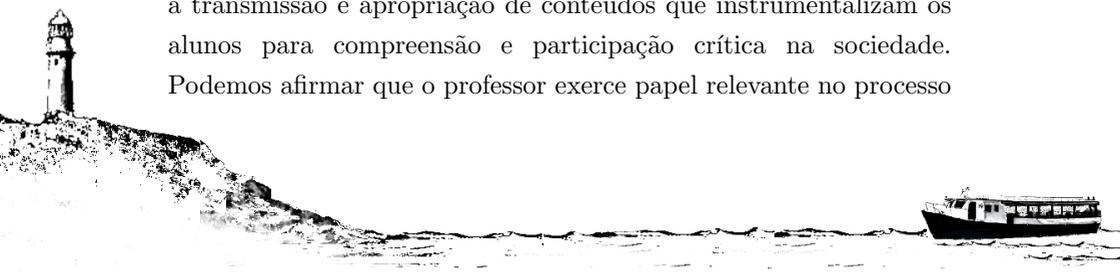 a transmissão e apropriação de conteúdos que instrumentalizam os
alunos para compreensão e participação crítica na sociedade.
Podemos afirmar que o professor exerce papel relevante no processo